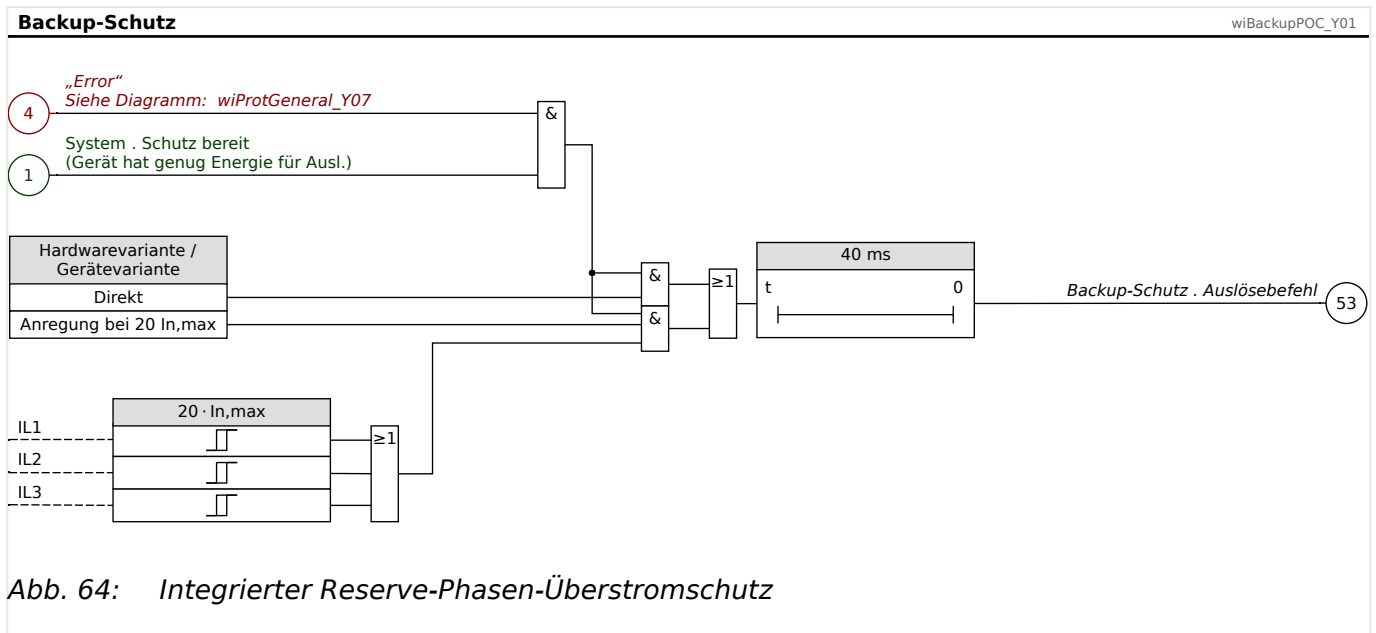 Backup-Schutz
wiBackupPOC_Y01
„Error“
Siehe Diagramm: wiProtGeneral_Y07
4
&
System . Schutz bereit
(Gerät hat genug Energie für Ausl.)
1
Hardwarevariante /
Gerätevariante
Direkt
Anregung bei 20 In,max
&
&
≥1
40 ms
t
0
Backup-Schutz . Auslösebefehl
53
20 · In,max
IL1
IL2
IL3
≥1
Abb. 64: Integrierter Reserve-Phasen-Überstromschutz